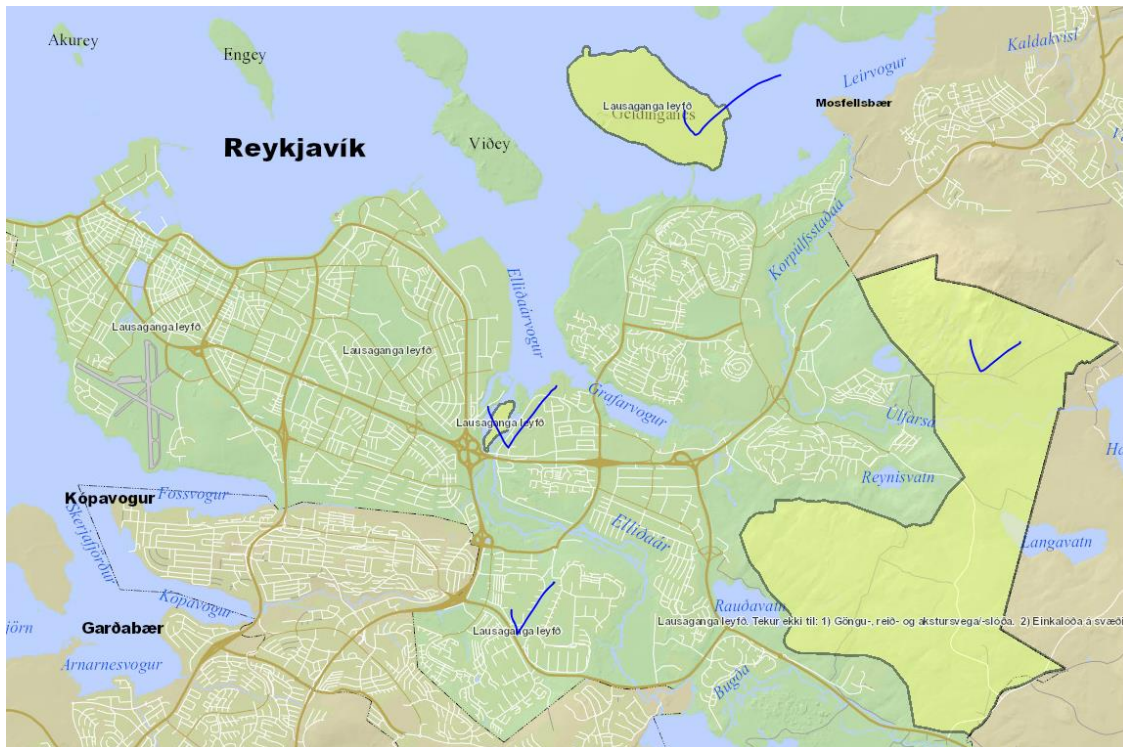 Akurey
Engey
Viðey
Reykjavík
Lausaganga leyfð
Geldinganes
Leirvogur
Kaldakvísl
Mosfellsbær
Korpúlfsstaðaá
Elliðaárvogur
Lausaganga leyfð
Lausaganga leyfð
Lausaganga leyfð
Grafarvogur
Úlfarsá
Reynisvatn
Kópavogur
Fossvogur
Skerjafjörður
Elliðaár
Langavatn
Kópavogur
Garðabær
Arnarnesvogur
Rauðavatn
Lausaganga leyfð
Lausaganga leyfð. Tekur ekki til: 1) Göngu-, reið- og akstursvega/-slóða. 2) Einkalóða á svæði
Bugða